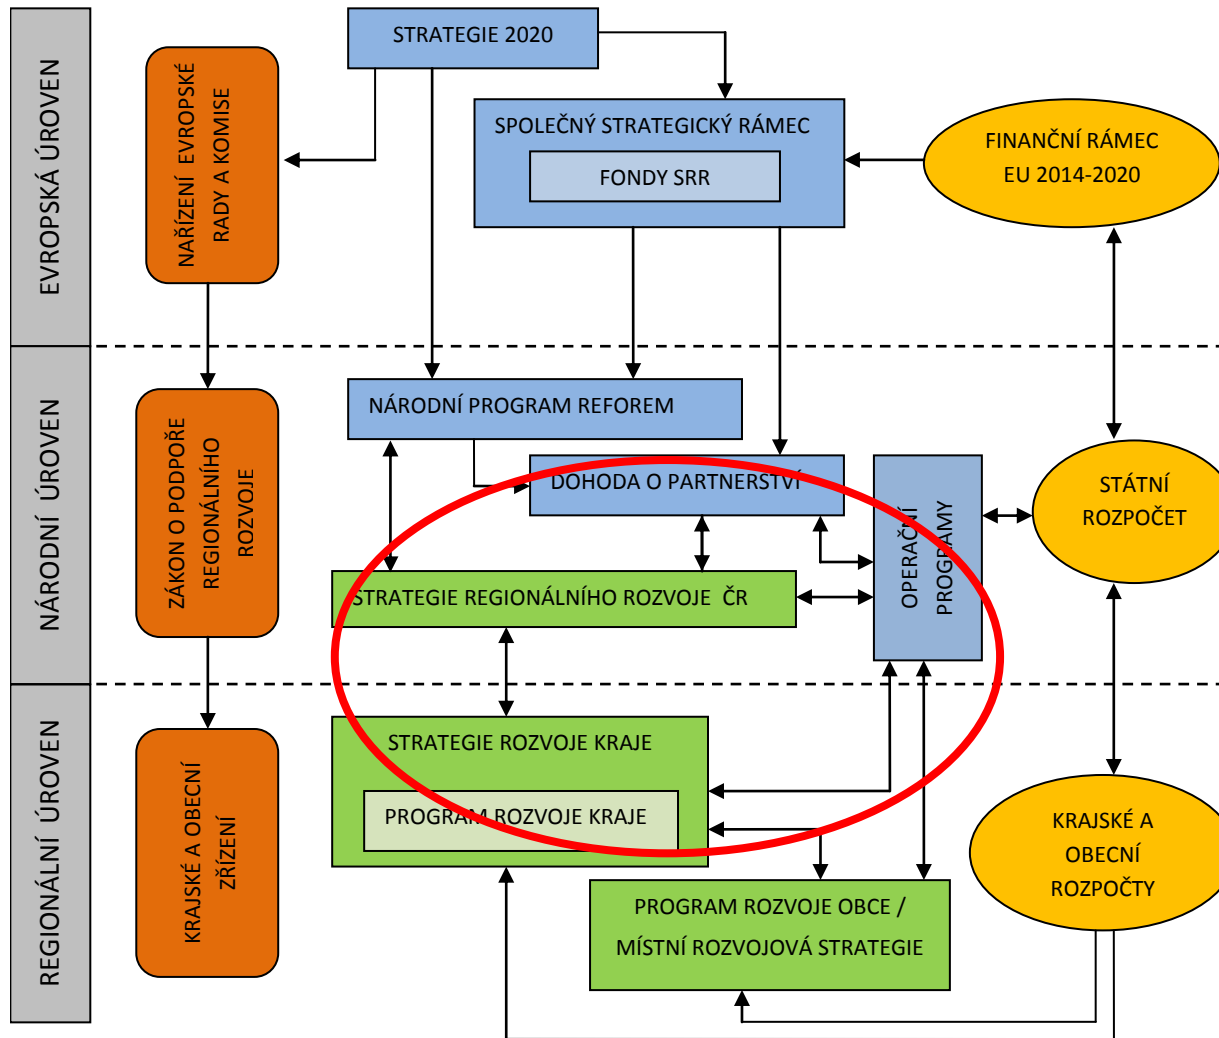 EVROPSKÁ ÚROVEN
NAŘÍZENÍ EVROPSKÉ
RADY A KOMISE
STRATEGIE 2020
SPOLEČNÝ STRATEGICKÝ RÁMEC
FONDY SRR
FINANČNÍ RÁMEC
EU 2014-2020
NÁRODNÍ ÚROVEN
ZÁKON O PODPOŘE
REGIONÁLNÍHO
ROZVOJE
NÁRODNÍ PROGRAM REFOREM
DOHODA O PARTNERSTVÍ
STRATEGIE REGIONÁLNÍHO ROZVOJE ČR
OPERAČNÍ
PROGRAMY
STÁTNÍ
ROZPOČET
REGIONÁLNÍ ÚROVEN
KRAJSKÉ A OBECNÍ
ZŘÍZENÍ
STRATEGIE ROZVOJE KRAJE
PROGRAM ROZVOJE KRAJE
PROGRAM ROZVOJE OBCE /
MÍSTNÍ ROZVOJOVÁ STRATEGIE
KRAJSKÉ A
OBECNÍ
ROZPOČTY